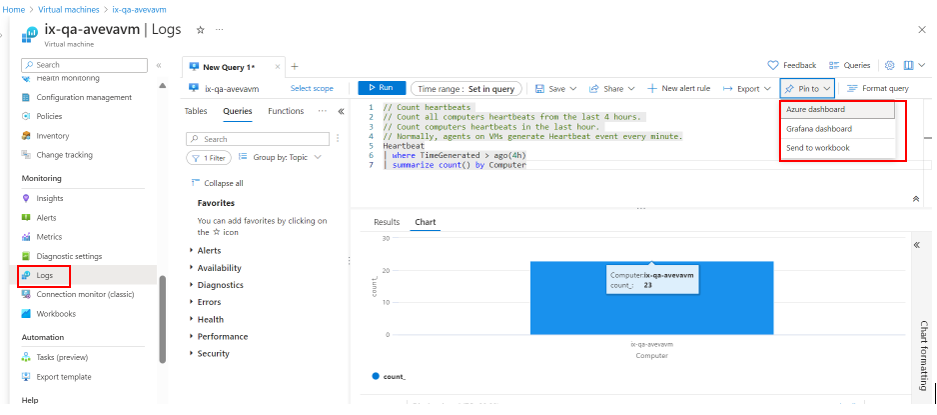 Home > Virtual machines > ix-qa-avevavm
ix-qa-avevavm | Logs
Virtual machine
Search
Health monitoring
Configuration management
Policies
Inventory
Change tracking
Monitoring
Insights
Alerts
Metrics
Diagnostic settings
Logs
Connection monitor (classic)
Workbooks
Automation
Tasks (preview)
Export template
Help
New Query 1*
Feedback
Queries
ix-qa-avevavm
Select scope
Run
Time range : Set in query
Save
Share
New alert rule
Export
Pin to
Format query
Azure dashboard
Grafana dashboard
Send to workbook
Tables
Queries
Functions
Search
1 Filter
Group by: Topic
Collapse all
Favorites
You can add favorites by clicking on
the ☆ icon
Alerts
Availability
Diagnostics
Errors
Health
Performance
Security
1 // Count heartbeats
2 // Count all computers heartbeats from the last 4 hours.
3 // Count computers heartbeats in the last hour.
4 // Normally, agents on VMs generate Heartbeat event every minute.
5 Heartbeat
6 | where TimeGenerated > ago(4h)
7 | summarize count() by Computer
Results
Chart
30
20
10
0
count_
Computer:ix-qa-avevavm
count_: 23
ix-qa-avevavm
Computer
count_
Chart formatting